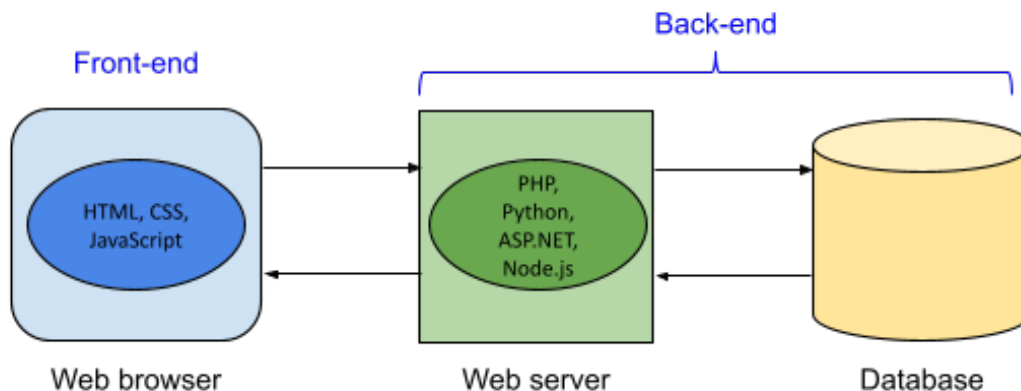 Back-end
Front-end
HTML, CSS,
JavaScript
PHP,
Python,
ASP.NET,
Node.js
Web browser
Web server
Database